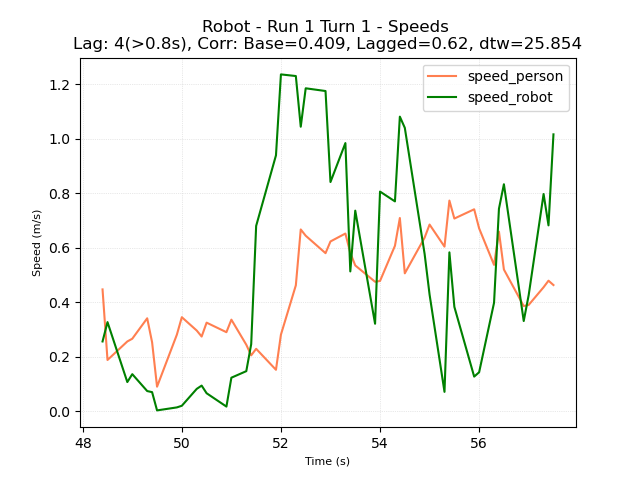 Robot - Run 1 Turn 1 - Speeds
Lag: 4(>0.8s), Corr: Base=0.409, Lagged=0.62, dtw=25.854
speed_person
speed_robot
1.2
1.0
0.8
0.6
0.4
0.2
0.0
Speed (m/s)
48 50 52 54 56
Time (s)